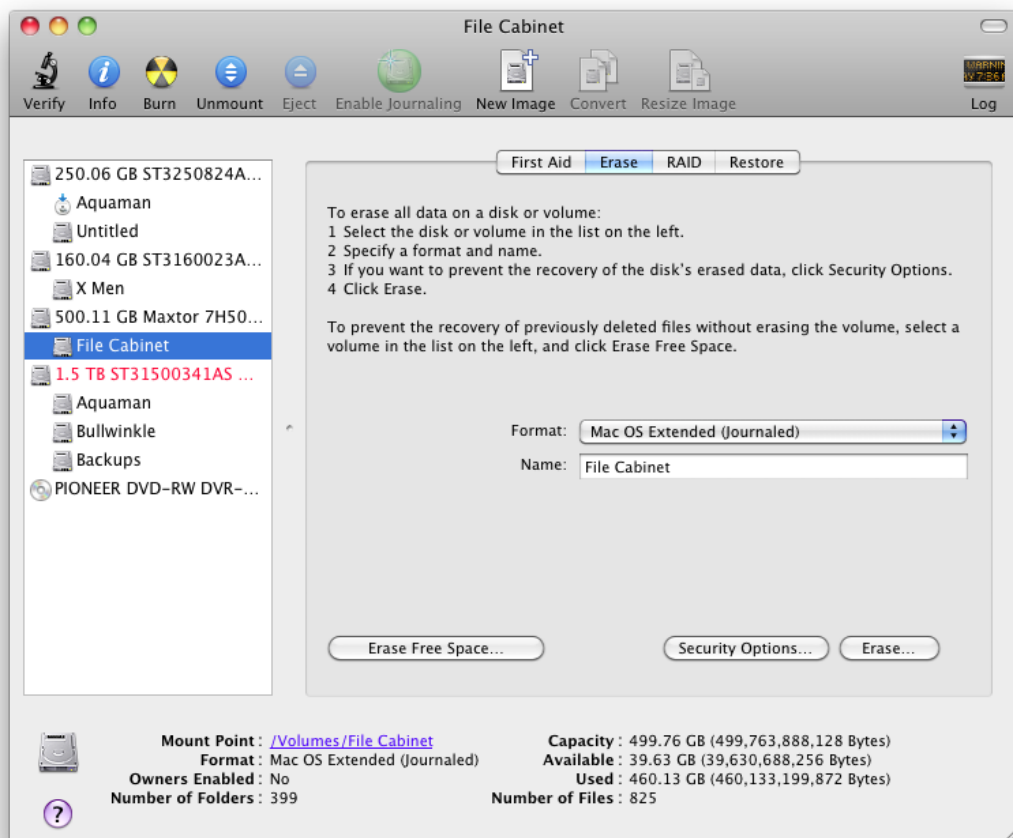 File Cabinet
Verify Info Burn Unmount Eject Enable Journaling New Image Convert Resize Image Log
WARNIN
First Aid Erase RAID Restore
250.06 GB ST3250824A...
Aquaman
Untitled
160.04 GB ST3160023A...
X Men
500.11 GB Maxtor 7H50...
File Cabinet
1.5 TB ST31500341AS ...
Aquaman
Bullwinkle
Backups
PIONEER DVD-RW DVR-...
To erase all data on a disk or volume:
1 Select the disk or volume in the list on the left.
2 Specify a format and name.
3 If you want to prevent the recovery of the disk's erased data, click Security Options.
4 Click Erase.
To prevent the recovery of previously deleted files without erasing the volume, select a
volume in the list on the left, and click Erase Free Space.
Format: Mac OS Extended (Journaled)
Name: File Cabinet
Erase Free Space... Security Options... Erase...
Mount Point : /Volumes/File Cabinet
Format : Mac OS Extended (Journaled)
Owners Enabled : No
Number of Folders : 399
Capacity : 499.76 GB (499,763,888,128 Bytes)
Available : 39.63 GB (39,630,688,256 Bytes)
Used : 460.13 GB (460,133,199,872 Bytes)
Number of Files : 825
?